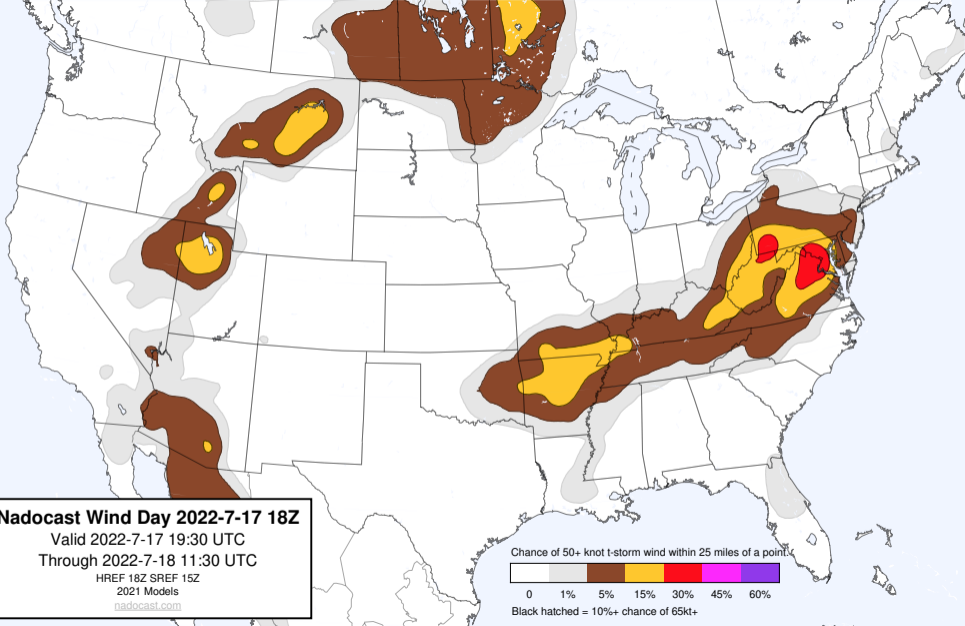 Nadocast Wind Day 2022-7-17 18Z
Valid 2022-7-17 19:30 UTC
Through 2022-7-18 11:30 UTC
HREF 18Z SREF 15Z
2021 Models
nadocast.com
Chance of 50+ knot t-storm wind within 25 miles of a point.
0 1% 5% 15% 30% 45% 60%
Black hatched = 10%+ chance of 65kt+